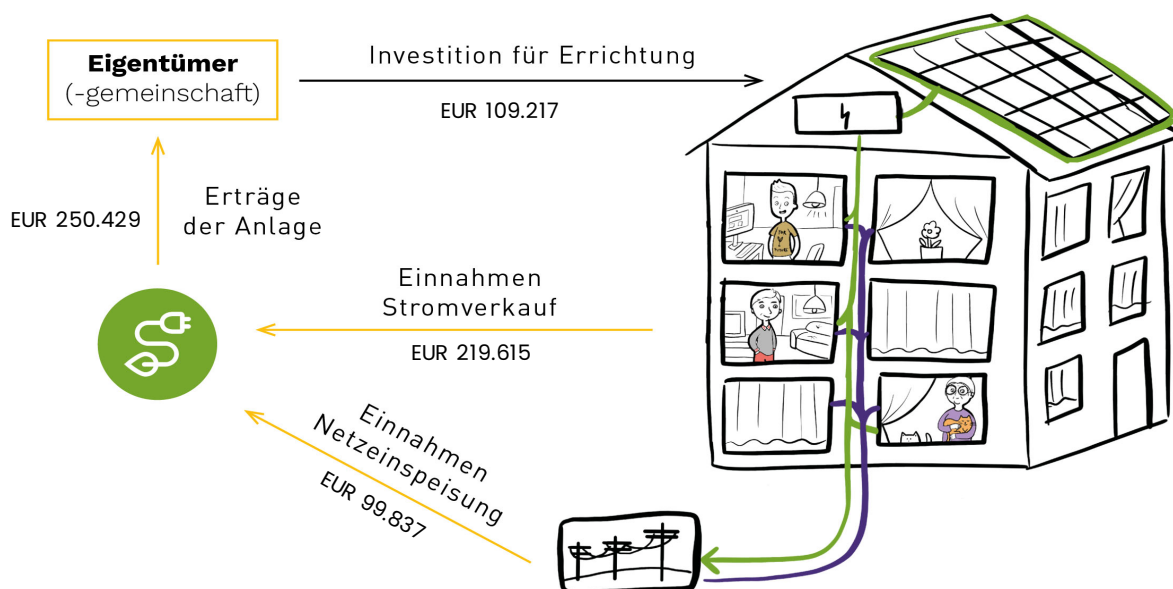 Eigentümer
(-gemeinschaft)
Investition für Errichtung
EUR 109.217
EUR 250.429
Erträge
der Anlage
Einnahmen
Stromverkauf
EUR 219.615
Einnahmen
Netzeinspeisung
EUR 99.837